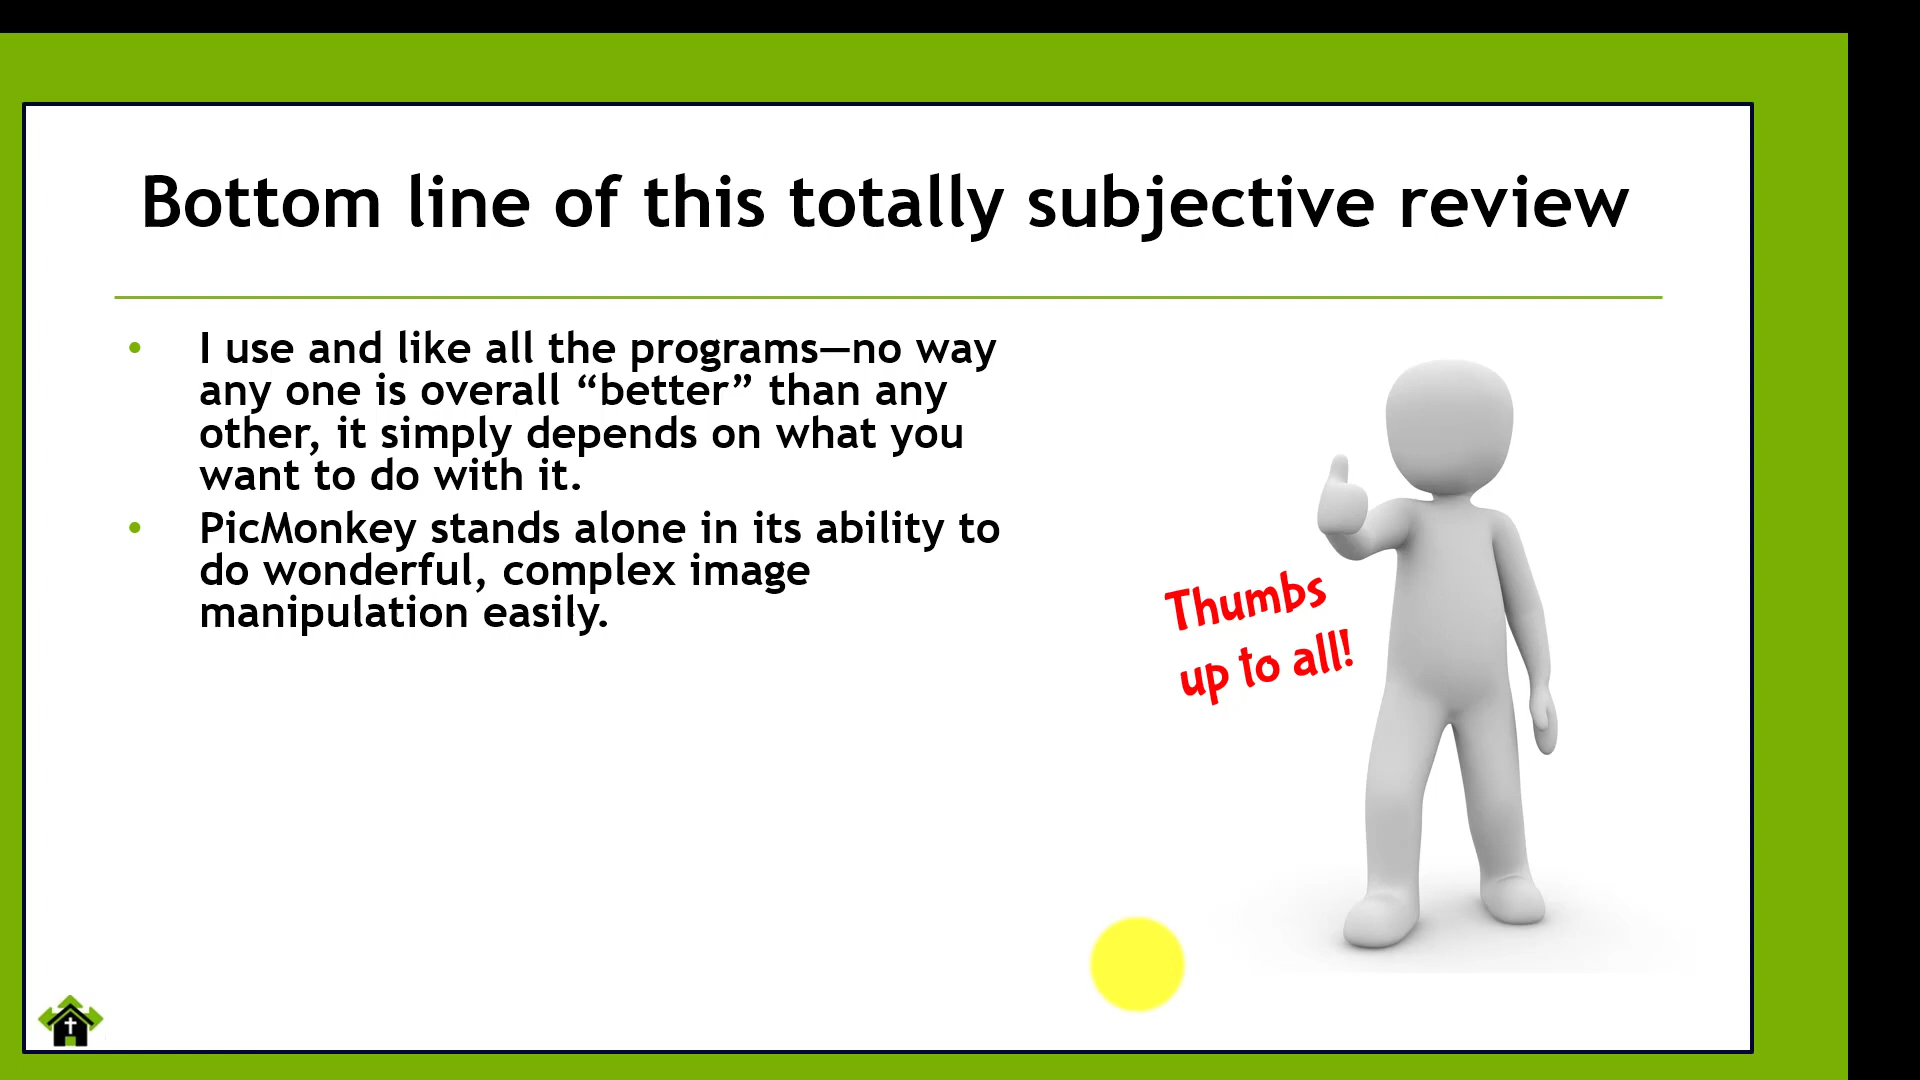 Bottom line of this totally subjective review
• I use and like all the programs—no way
any one is overall “better” than any
other, it simply depends on what you
want to do with it.
• PicMonkey stands alone in its ability to
do wonderful, complex image
manipulation easily.
Thumbs
up to all!